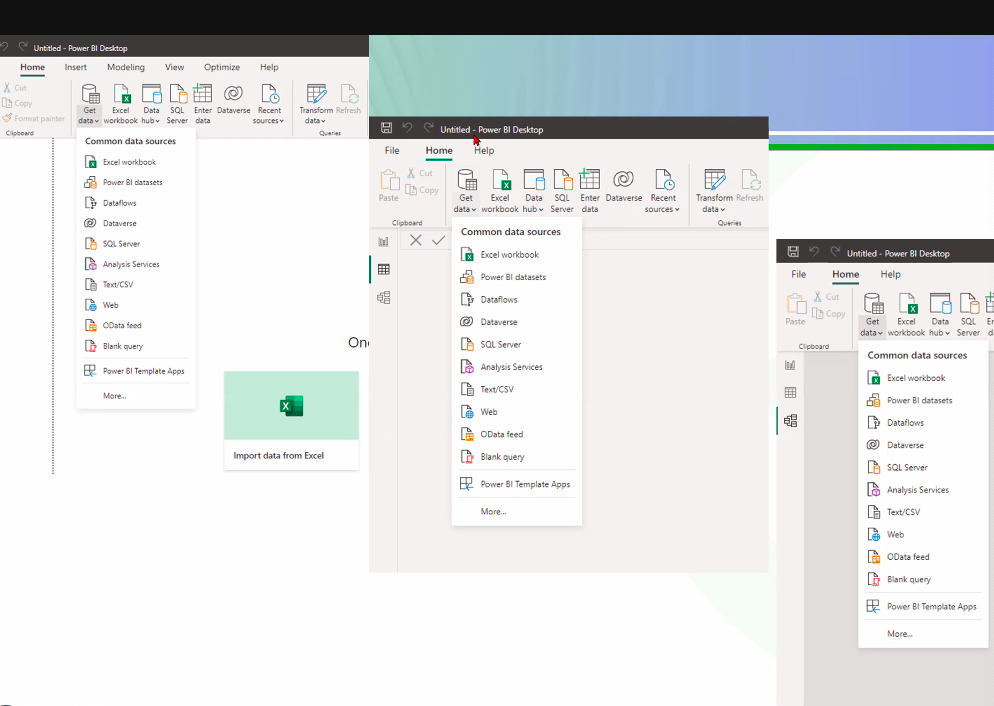 Untitled - Power BI Desktop
Home Insert Modeling View Optimize Help
Cut
Copy
Format painter
Clipboard
Get data
Excel workbook
Data hub
SQL Server
Enter data
Dataverse
Recent sources
Transform data
Refresh
Queries
Common data sources
Excel workbook
Power BI datasets
Dataflows
Dataverse
SQL Server
Analysis Services
Text/CSV
Web
OData feed
Blank query
Power BI Template Apps
More...
Import data from Excel
Untitled - Power BI Desktop
File Home Help
Paste
Cut
Copy
Clipboard
Get data
Excel workbook
Data hub
SQL Server
Enter data
Dataverse
Recent sources
Transform data
Refresh
Queries
Common data sources
Excel workbook
Power BI datasets
Dataflows
Dataverse
SQL Server
Analysis Services
Text/CSV
Web
OData feed
Blank query
Power BI Template Apps
More...
Untitled - Power BI Desktop
File Home Help
Paste
Cut
Copy
Clipboard
Get data
Excel workbook
Data hub
SQL Server
Common data sources
Excel workbook
Power BI datasets
Dataflows
Dataverse
SQL Server
Analysis Services
Text/CSV
Web
OData feed
Blank query
Power BI Template Apps
More...